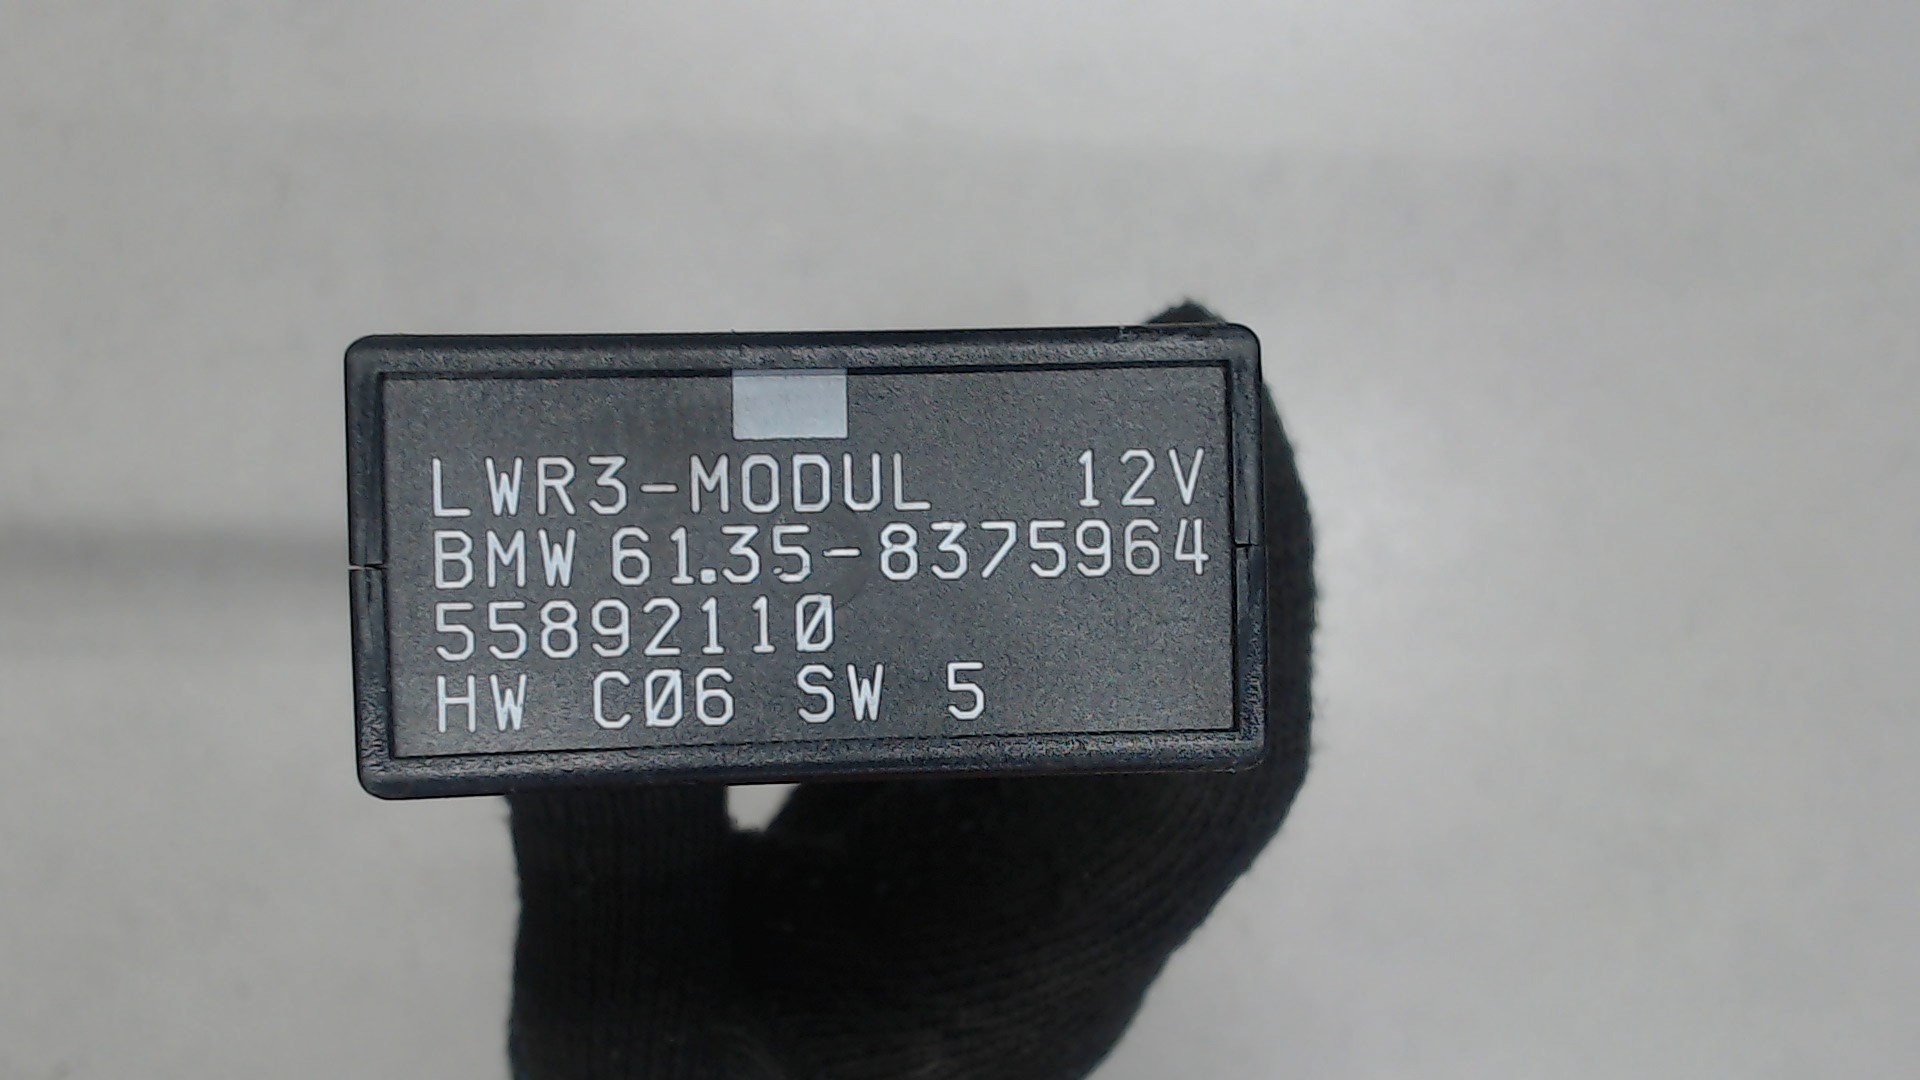 LWR3-MODUL 12V
BMW 61.35-8375964
55892110
HW C06 SW 5